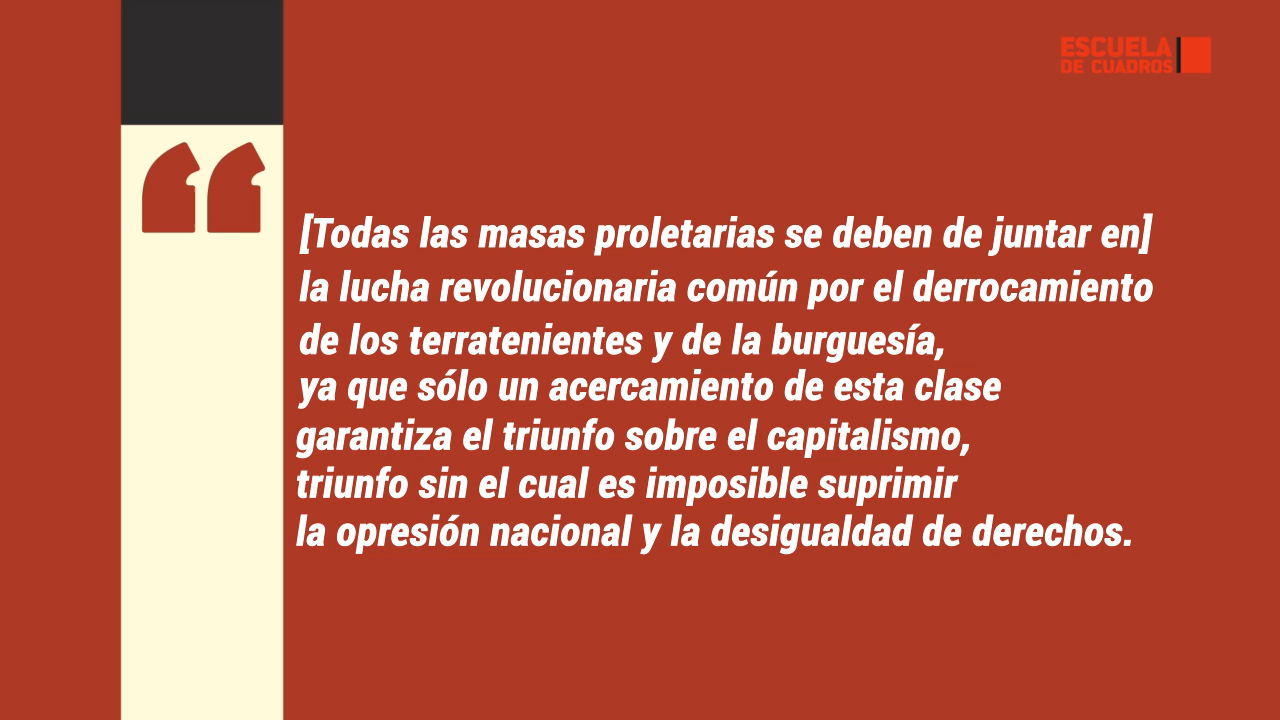 ESCUELA
DE CUADROS
[Todas las masas proletarias se deben de juntar en]
la lucha revolucionaria común por el derrocamiento
de los terratenientes y de la burguesía,
ya que sólo un acercamiento de esta clase
garantiza el triunfo sobre el capitalismo,
triunfo sin el cual es imposible suprimir
la opresión nacional y la desigualdad de derechos.